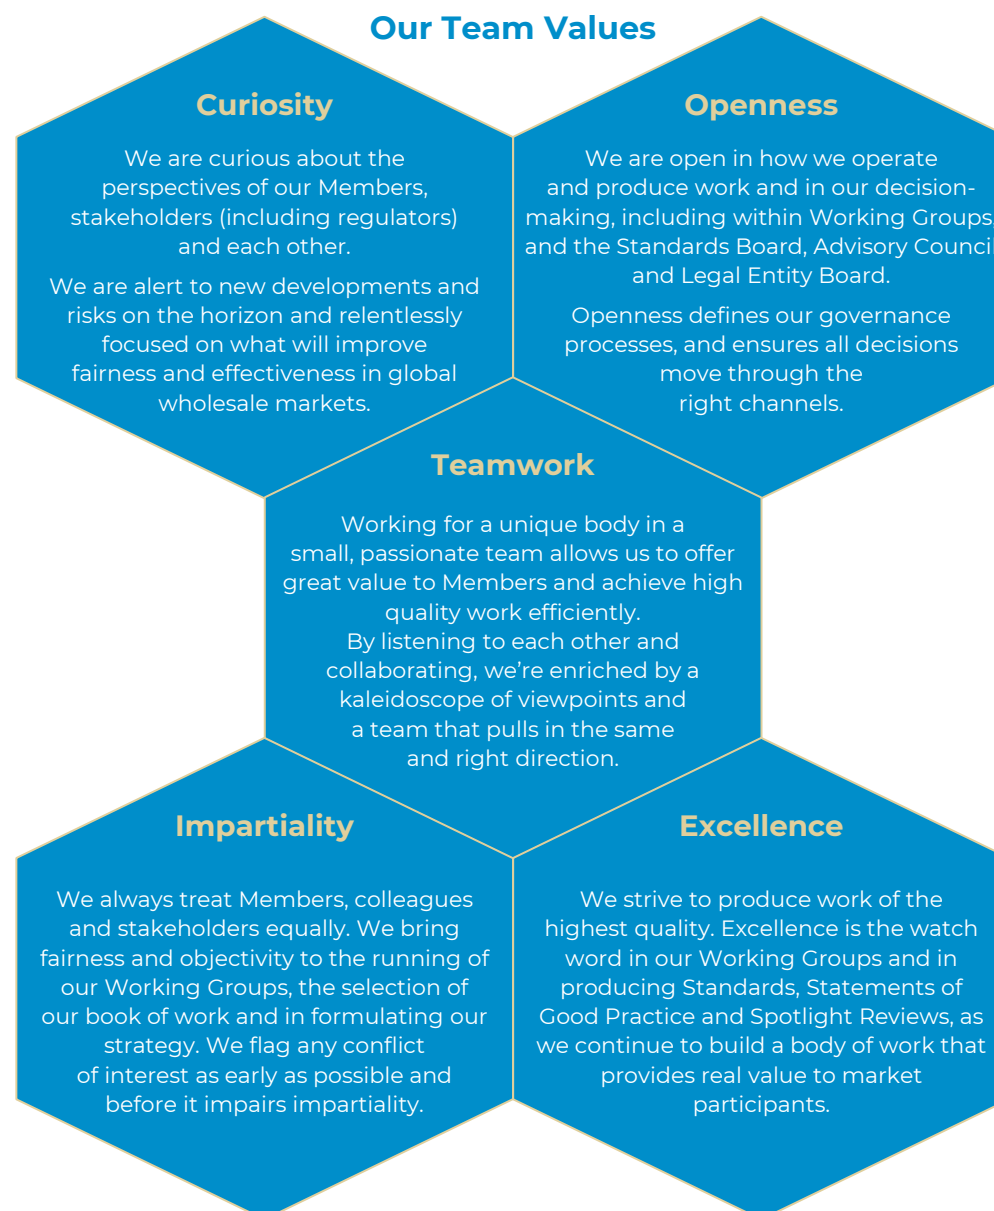 Our Team Values
Curiosity
We are curious about the
perspectives of our Members,
stakeholders (including regulators)
and each other.
We are alert to new developments and
risks on the horizon and relentlessly
focused on what will improve
fairness and effectiveness in global
wholesale markets.
Openness
We are open in how we operate
and produce work and in our decision-
making, including within Working Groups
and the Standards Board, Advisory Council
and Legal Entity Board.
Openness defines our governance
processes, and ensures all decisions
move through the
right channels.
Teamwork
Working for a unique body in a
small, passionate team allows us to offer
great value to Members and achieve high
quality work efficiently.
By listening to each other and
collaborating, we’re enriched by a
kaleidoscope of viewpoints and
a team that pulls in the same
and right direction.
Impartiality
We always treat Members, colleagues
and stakeholders equally. We bring
fairness and objectivity to the running of
our Working Groups, the selection of
our book of work and in formulating our
strategy. We flag any conflict
of interest as early as possible and
before it impairs impartiality.
Excellence
We strive to produce work of the
highest quality. Excellence is the watch
word in our Working Groups and in
producing Standards, Statements of
Good Practice and Spotlight Reviews, as
we continue to build a body of work that
provides real value to market
participants.